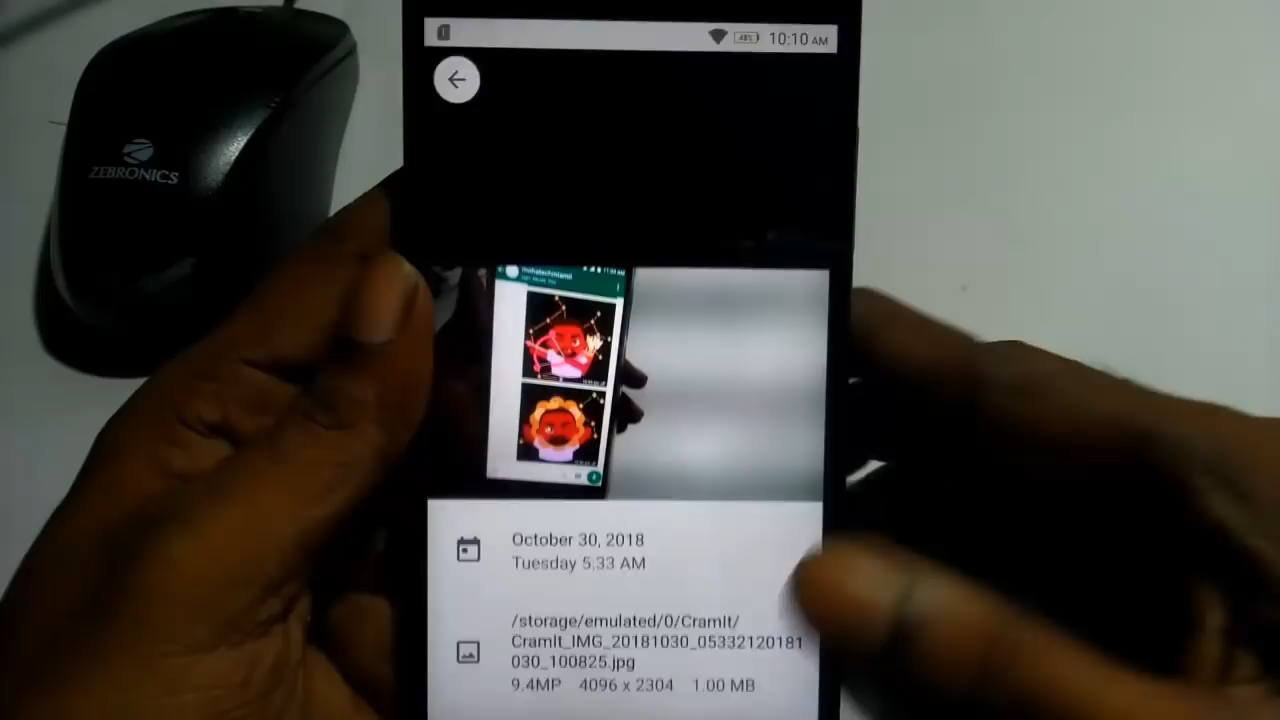 ZEBRONICS
48%
10:10 AM
October 30, 2018
Tuesday 5:33 AM
/storage/emulated/0/CramIt/
CramIt_IMG_20181030_05332120181
030_100825.jpg
9.4MP 4096 x 2304 1.00 MB